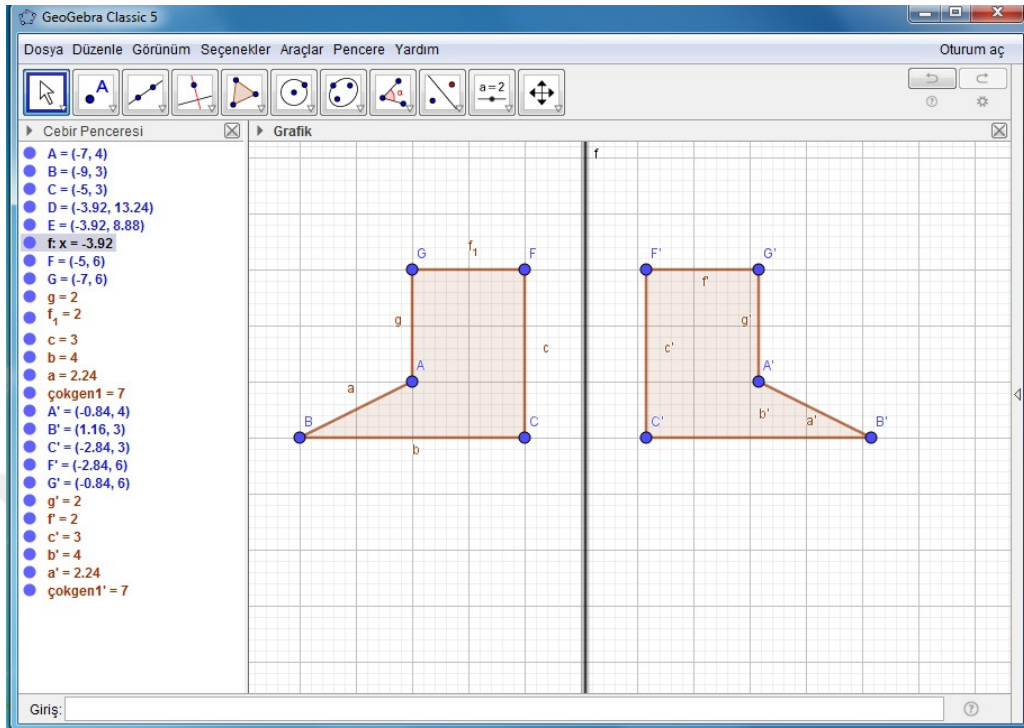 GeoGebra Classic 5
Dosya Düzenle Görünüm Seçenekler Araçlar Pencere Yardım Oturum aç
A a=2
Cebir Penceresi
Grafik
A = (-7, 4)
B = (-9, 3)
C = (-5, 3)
D = (-3.92, 13.24)
E = (-3.92, 8.88)
f: x = -3.92
F = (-5, 6)
G = (-7, 6)
g = 2
f₁ = 2
c = 3
b = 4
a = 2.24
çokgen1 = 7
A' = (-0.84, 4)
B' = (1.16, 3)
C' = (-2.84, 3)
F' = (-2.84, 6)
G' = (-0.84, 6)
g' = 2
f' = 2
c' = 3
b' = 4
a' = 2.24
çokgen1' = 7
f
G f₁ F F' G'
f'
g g'
c c'
A A'
a
B C C' b' a' B'
b
Giriş: